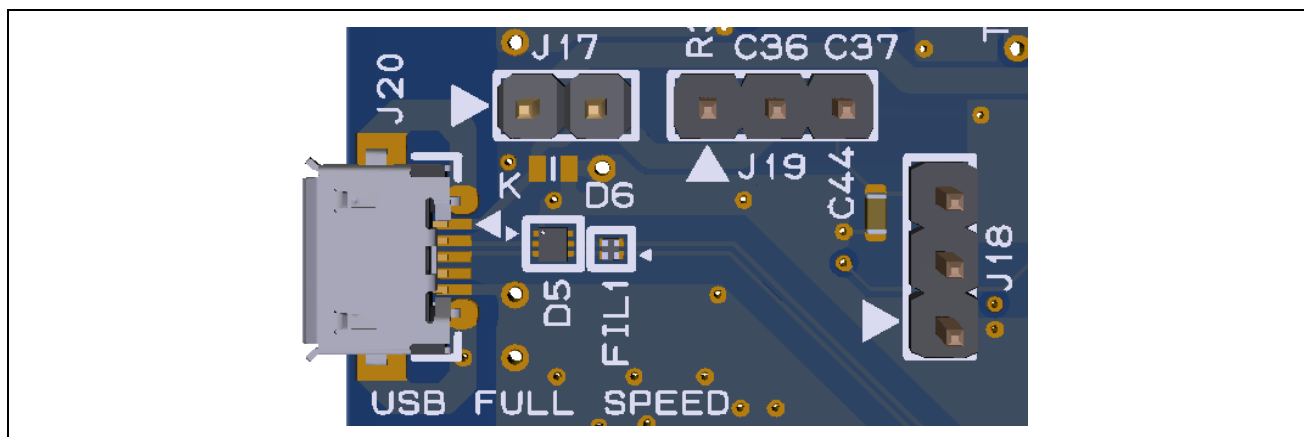 J17
C36 C37
J20
J19
K
D6
C44
J18
D5
FIL1
USB FULL SPEED